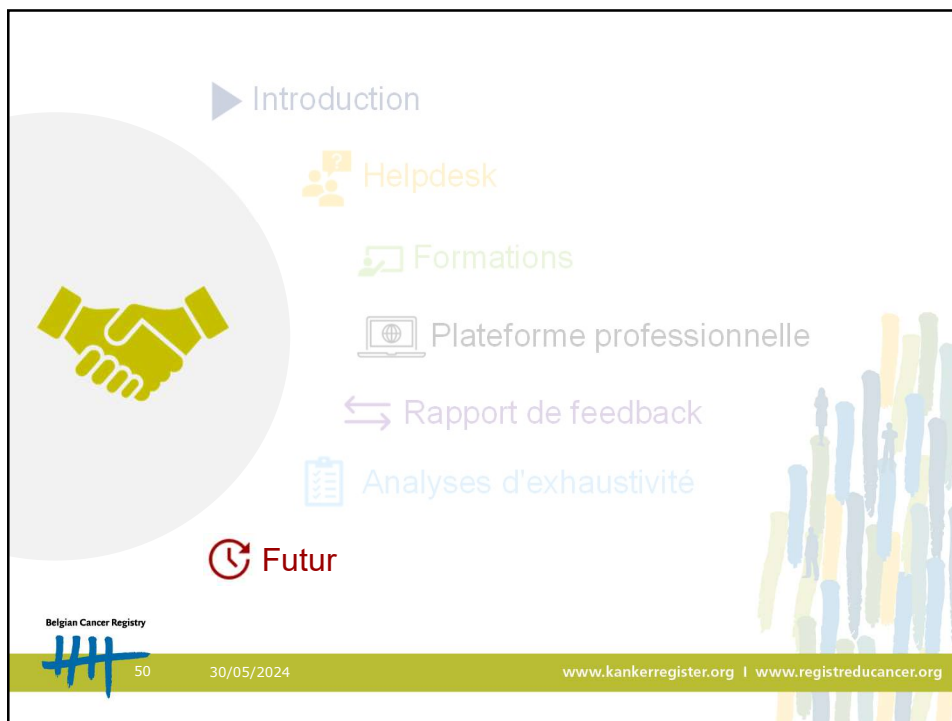 Introduction
Helpdesk
Formations
Plateforme professionnelle
Rapport de feedback
Analyses d'exhaustivité
Futur
Belgian Cancer Registry
50 30/05/2024 www.kankerregister.org I www.registreducancer.org